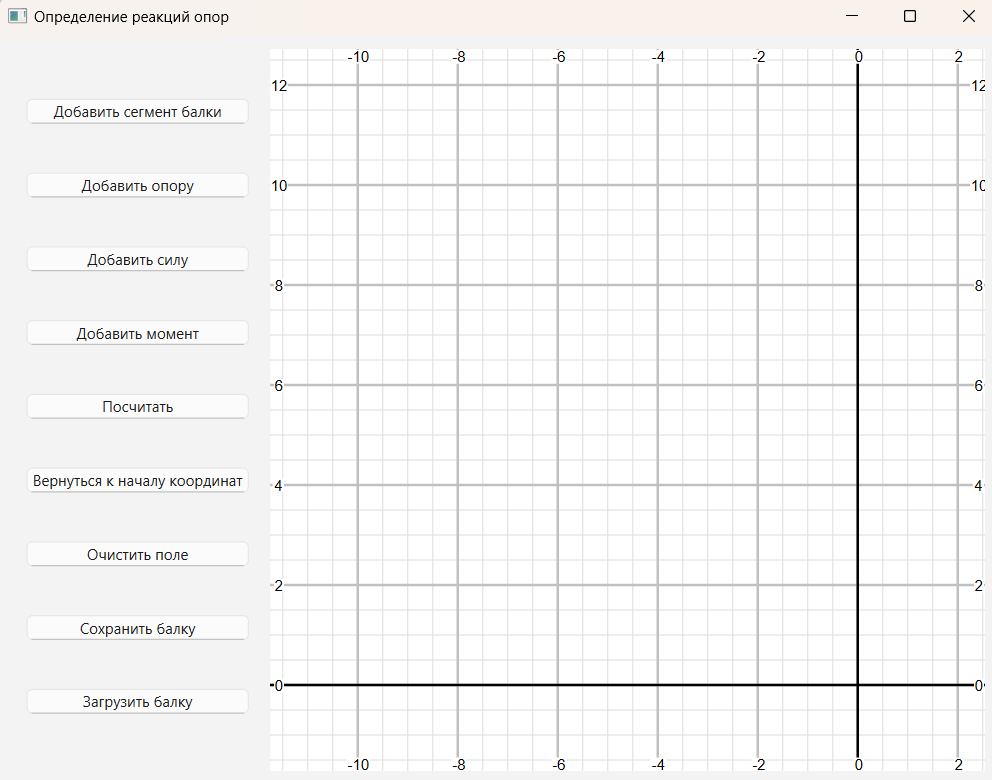 Определение реакций опор
-10 -8 -6 -4 -2 0 2
12 12
Добавить сегмент балки
Добавить опору
10 10
Добавить силу
8 8
Добавить момент
6 6
Посчитать
Вернуться к началу координат
4 4
Очистить поле
2 2
Сохранить балку
0 0
Загрузить балку
-10 -8 -6 -4 -2 0 2